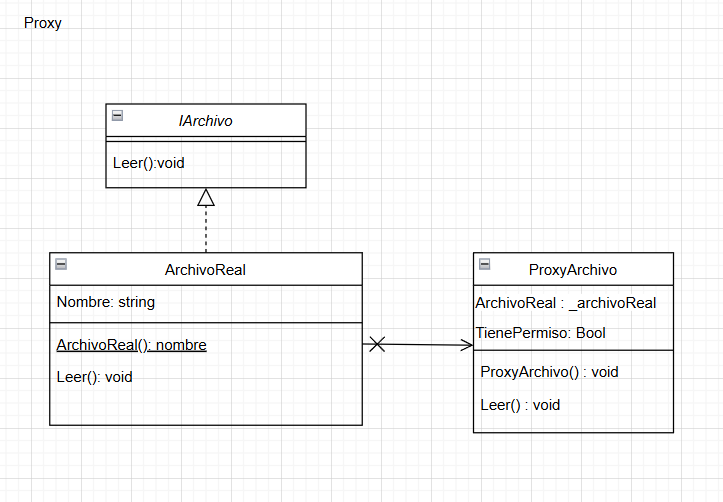 Proxy
IArchivo
Leer():void
ArchivoReal
Nombre: string
ArchivoReal(): nombre
Leer(): void
ProxyArchivo
ArchivoReal : _archivoReal
TienePermiso: Bool
ProxyArchivo() : void
Leer() : void